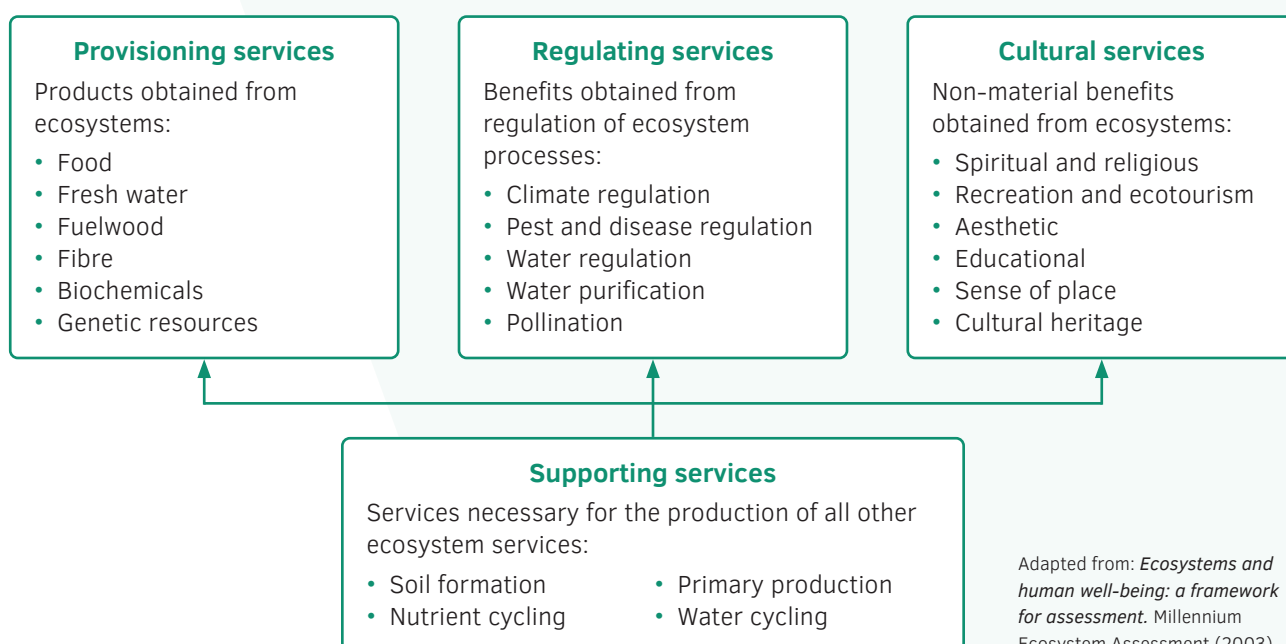 Provisioning services
Products obtained from
ecosystems:
• Food
• Fresh water
• Fuelwood
• Fibre
• Biochemicals
• Genetic resources
Regulating services
Benefits obtained from
regulation of ecosystem
processes:
• Climate regulation
• Pest and disease regulation
• Water regulation
• Water purification
• Pollination
Cultural services
Non-material benefits
obtained from ecosystems:
• Spiritual and religious
• Recreation and ecotourism
• Aesthetic
• Educational
• Sense of place
• Cultural heritage
Supporting services
Services necessary for the production of all other
ecosystem services:
• Soil formation
• Nutrient cycling
• Primary production
• Water cycling
Adapted from: Ecosystems and
human well-being: a framework
for assessment. Millennium
Ecosystem Assessment (2003)